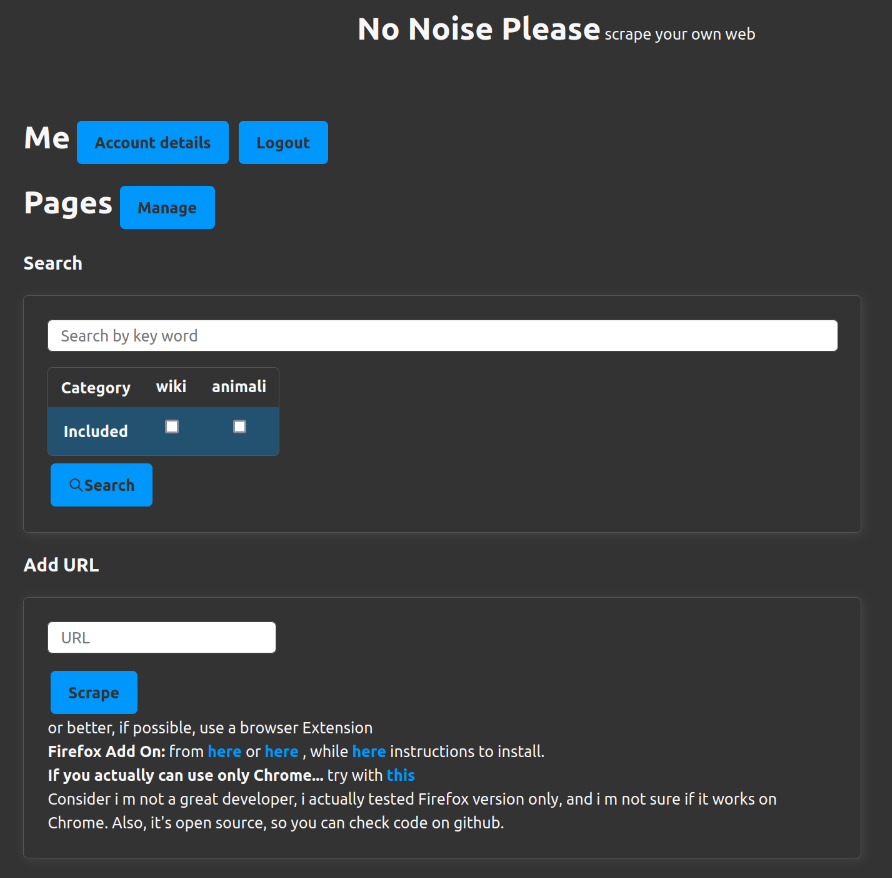 No Noise Please scrape your own web
Me Account details Logout
Pages Manage
Search
Search by key word
Category wiki animali
Included
Search
Add URL
URL
Scrape
or better, if possible, use a browser Extension
Firefox Add On: from here or here , while here instructions to install.
If you actually can use only Chrome... try with this
Consider i m not a great developer, i actually tested Firefox version only, and i m not sure if it works on
Chrome. Also, it's open source, so you can check code on github.